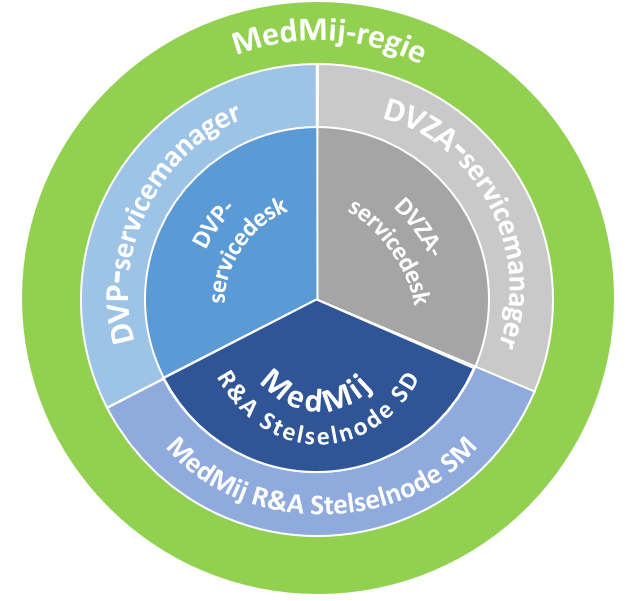 MedMij-regie
DVP-servicemanager
DVZA-servicemanager
DVP-
servicedesk
DVZA-
servicedesk
MedMij
R&A Stelselnode SD
MedMij R&A Stelselnode SM